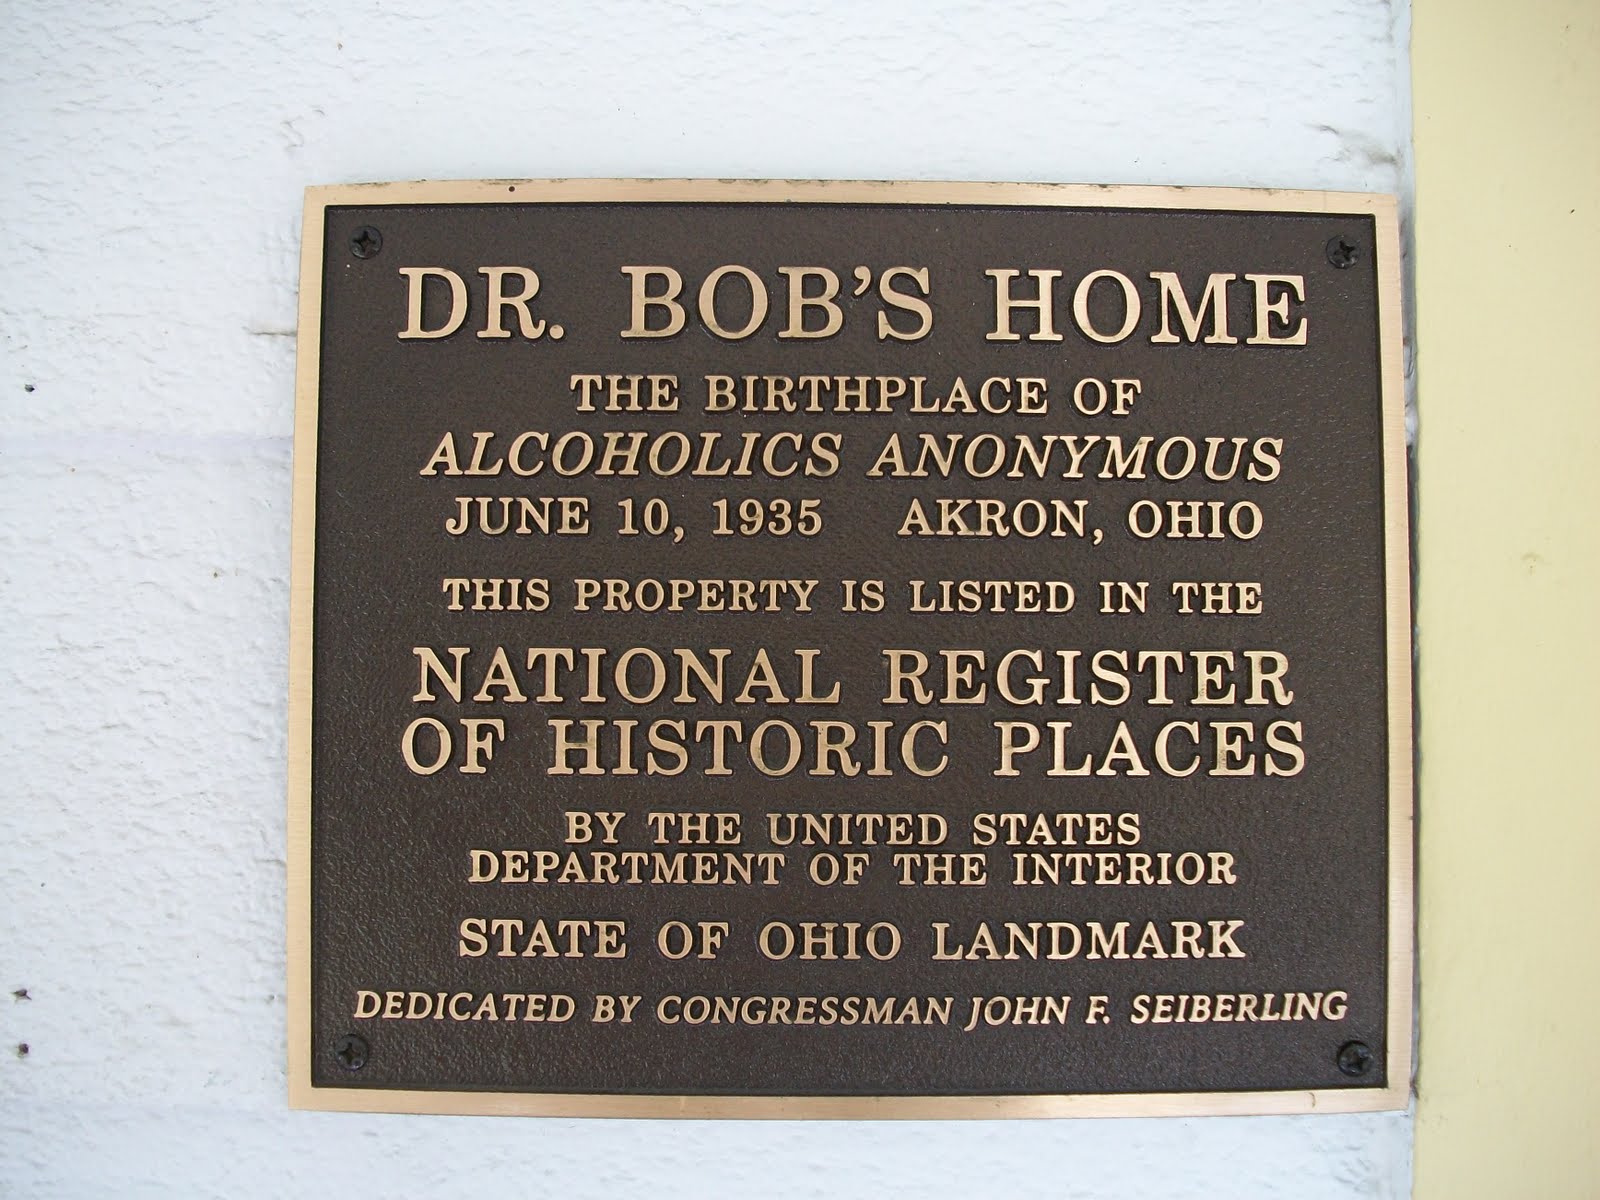 DR. BOB'S HOME
THE BIRTHPLACE OF
ALCOHOLICS ANONYMOUS
JUNE 10, 1935 AKRON, OHIO
THIS PROPERTY IS LISTED IN THE
NATIONAL REGISTER
OF HISTORIC PLACES
BY THE UNITED STATES
DEPARTMENT OF THE INTERIOR
STATE OF OHIO LANDMARK
DEDICATED BY CONGRESSMAN JOHN F. SEIBERLING